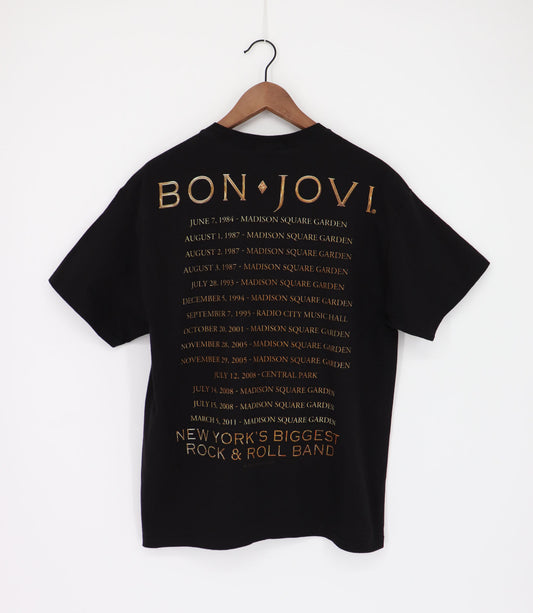 BON ♦ JOVI
JUNE 7, 1984 - MADISON SQUARE GARDEN
AUGUST 1, 1987 - MADISON SQUARE GARDEN
AUGUST 2, 1987 - MADISON SQUARE GARDEN
AUGUST 3, 1987 - MADISON SQUARE GARDEN
JULY 28, 1993 - MADISON SQUARE GARDEN
DECEMBER 5, 1994 - MADISON SQUARE GARDEN
SEPTEMBER 7, 1995 - RADIO CITY MUSIC HALL
OCTOBER 20, 2001 - MADISON SQUARE GARDEN
NOVEMBER 28, 2005 - MADISON SQUARE GARDEN
NOVEMBER 29, 2005 - MADISON SQUARE GARDEN
JULY 12, 2008 - CENTRAL PARK
JULY 14, 2008 - MADISON SQUARE GARDEN
JULY 15, 2008 - MADISON SQUARE GARDEN
MARCH 5, 2011 - MADISON SQUARE GARDEN
NEW YORK'S BIGGEST
ROCK & ROLL BAND